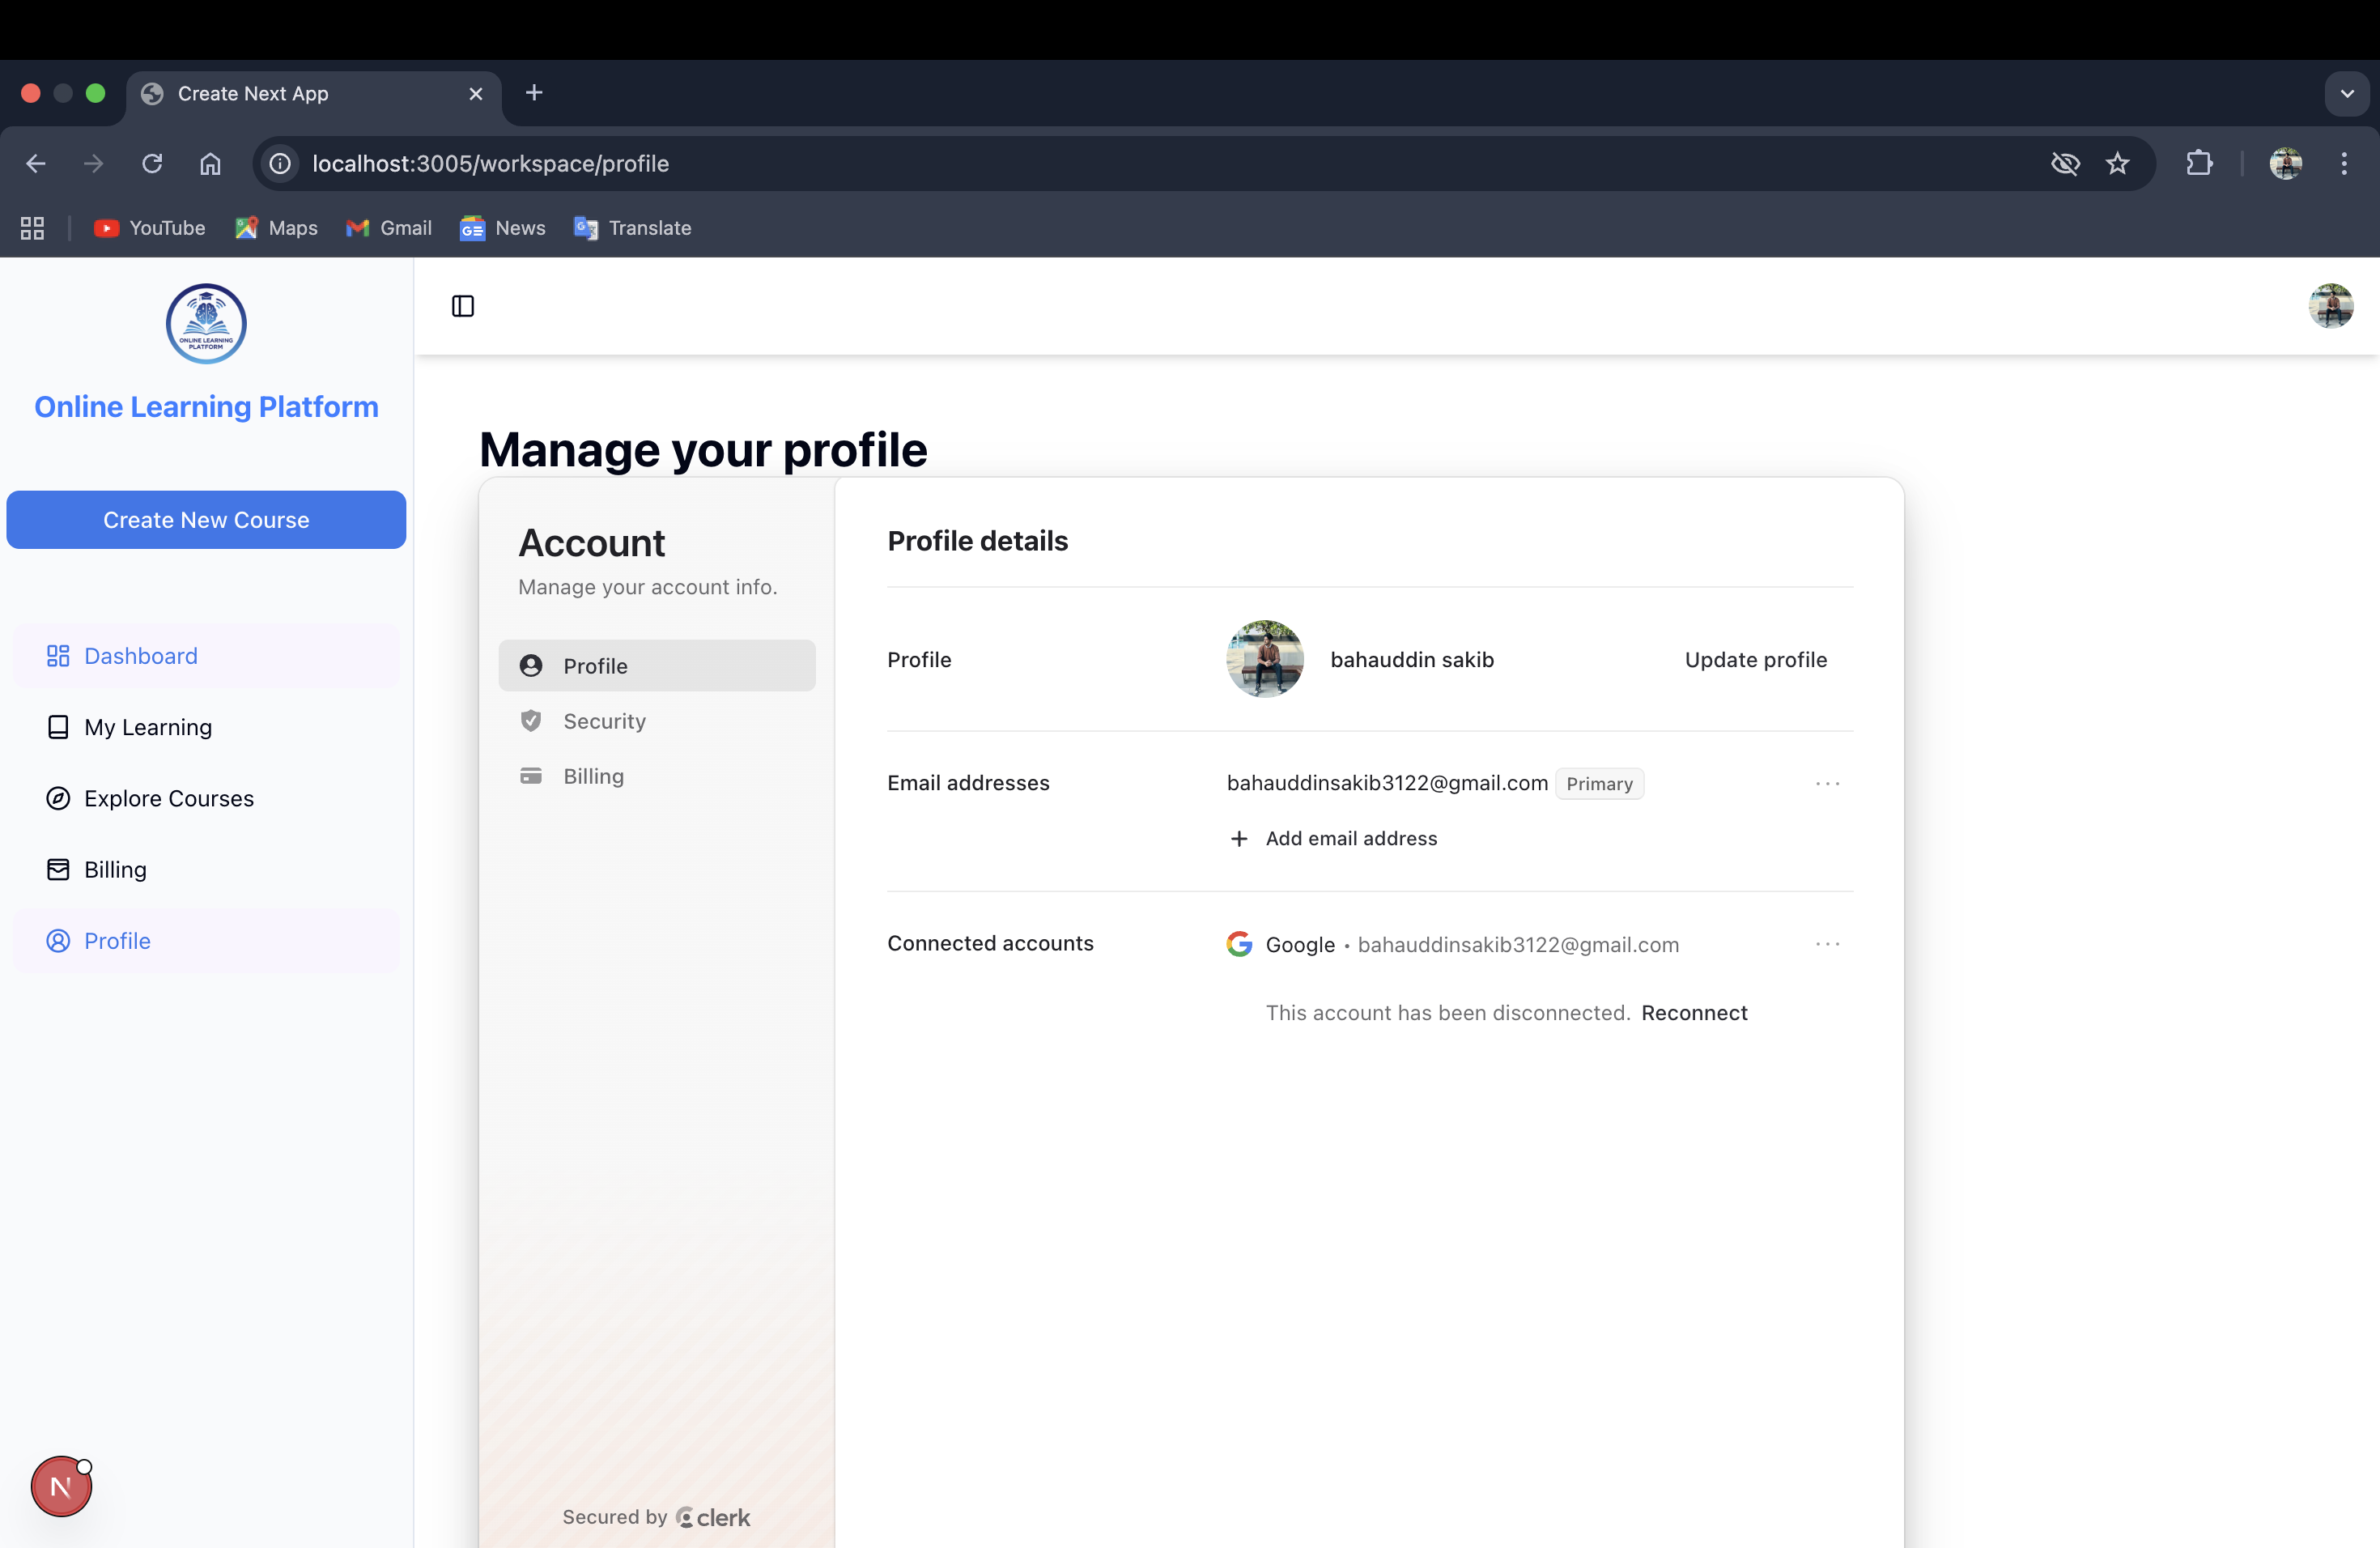 Create Next App
localhost:3005/workspace/profile
YouTube
Maps
Gmail
News
Translate
ONLINE LEARNING
PLATFORM
Online Learning Platform
Create New Course
Dashboard
My Learning
Explore Courses
Billing
Profile
N
Manage your profile
Account
Manage your account info.
Profile
Security
Billing
Secured by clerk
Profile details
Profile
bahauddin sakib
Update profile
Email addresses
bahauddinsakib3122@gmail.com Primary
+ Add email address
Connected accounts
Google • bahauddinsakib3122@gmail.com
This account has been disconnected. Reconnect